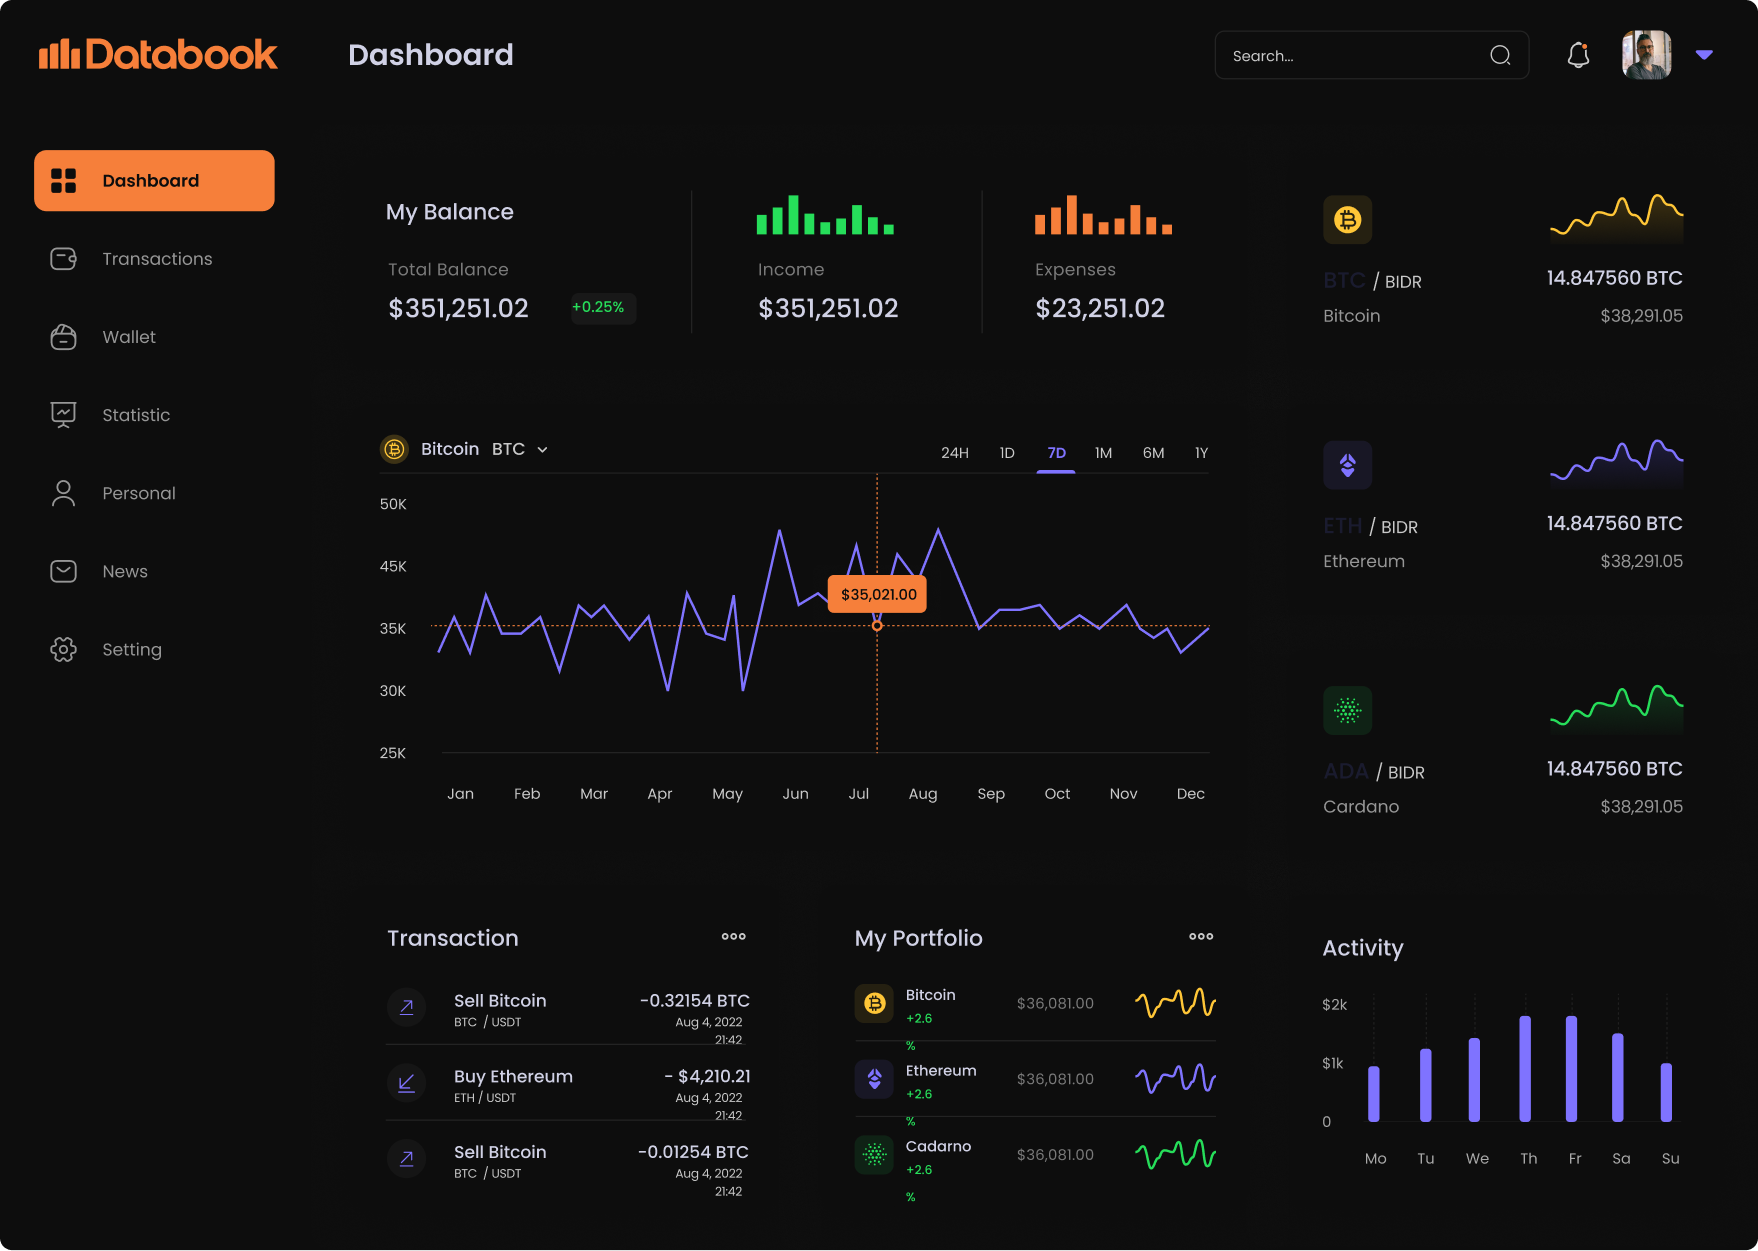 Databook
Dashboard
Search...
Dashboard
Transactions
Wallet
Statistic
Personal
News
Setting
My Balance
Total Balance
$351,251.02
+0.25%
Income
$351,251.02
Expenses
$23,251.02
BTC / BIDR
Bitcoin
14.847560 BTC
$38,291.05
Bitcoin BTC
24H 1D 7D 1M 6M 1Y
50K
45K
35K
30K
25K
$35,021.00
Jan Feb Mar Apr May Jun Jul Aug Sep Oct Nov Dec
ETH / BIDR
Ethereum
14.847560 BTC
$38,291.05
ADA / BIDR
Cardano
14.847560 BTC
$38,291.05
Transaction
Sell Bitcoin
BTC / USDT
-0.32154 BTC
Aug 4, 2022
21:42
Buy Ethereum
ETH / USDT
- $4,210.21
Aug 4, 2022
21:42
Sell Bitcoin
BTC / USDT
-0.01254 BTC
Aug 4, 2022
21:42
My Portfolio
Bitcoin
+2.6
%
$36,081.00
Ethereum
+2.6
%
$36,081.00
Cadarno
+2.6
%
$36,081.00
Activity
$2k
$1k
0
Mo Tu We Th Fr Sa Su